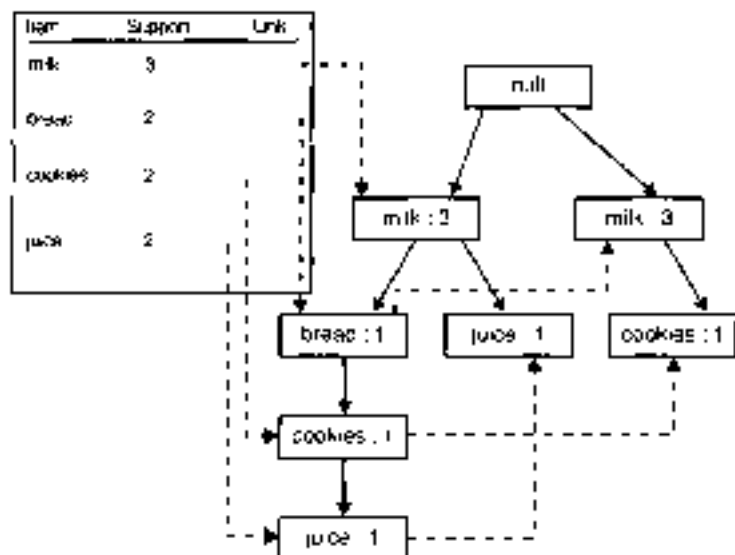 Item Support Link
milk 3
bread 2
cookies 2
juice 2
null
milk : 3
milk : 3
bread : 1
juice : 1
cookies : 1
cookies : 1
juice : 1